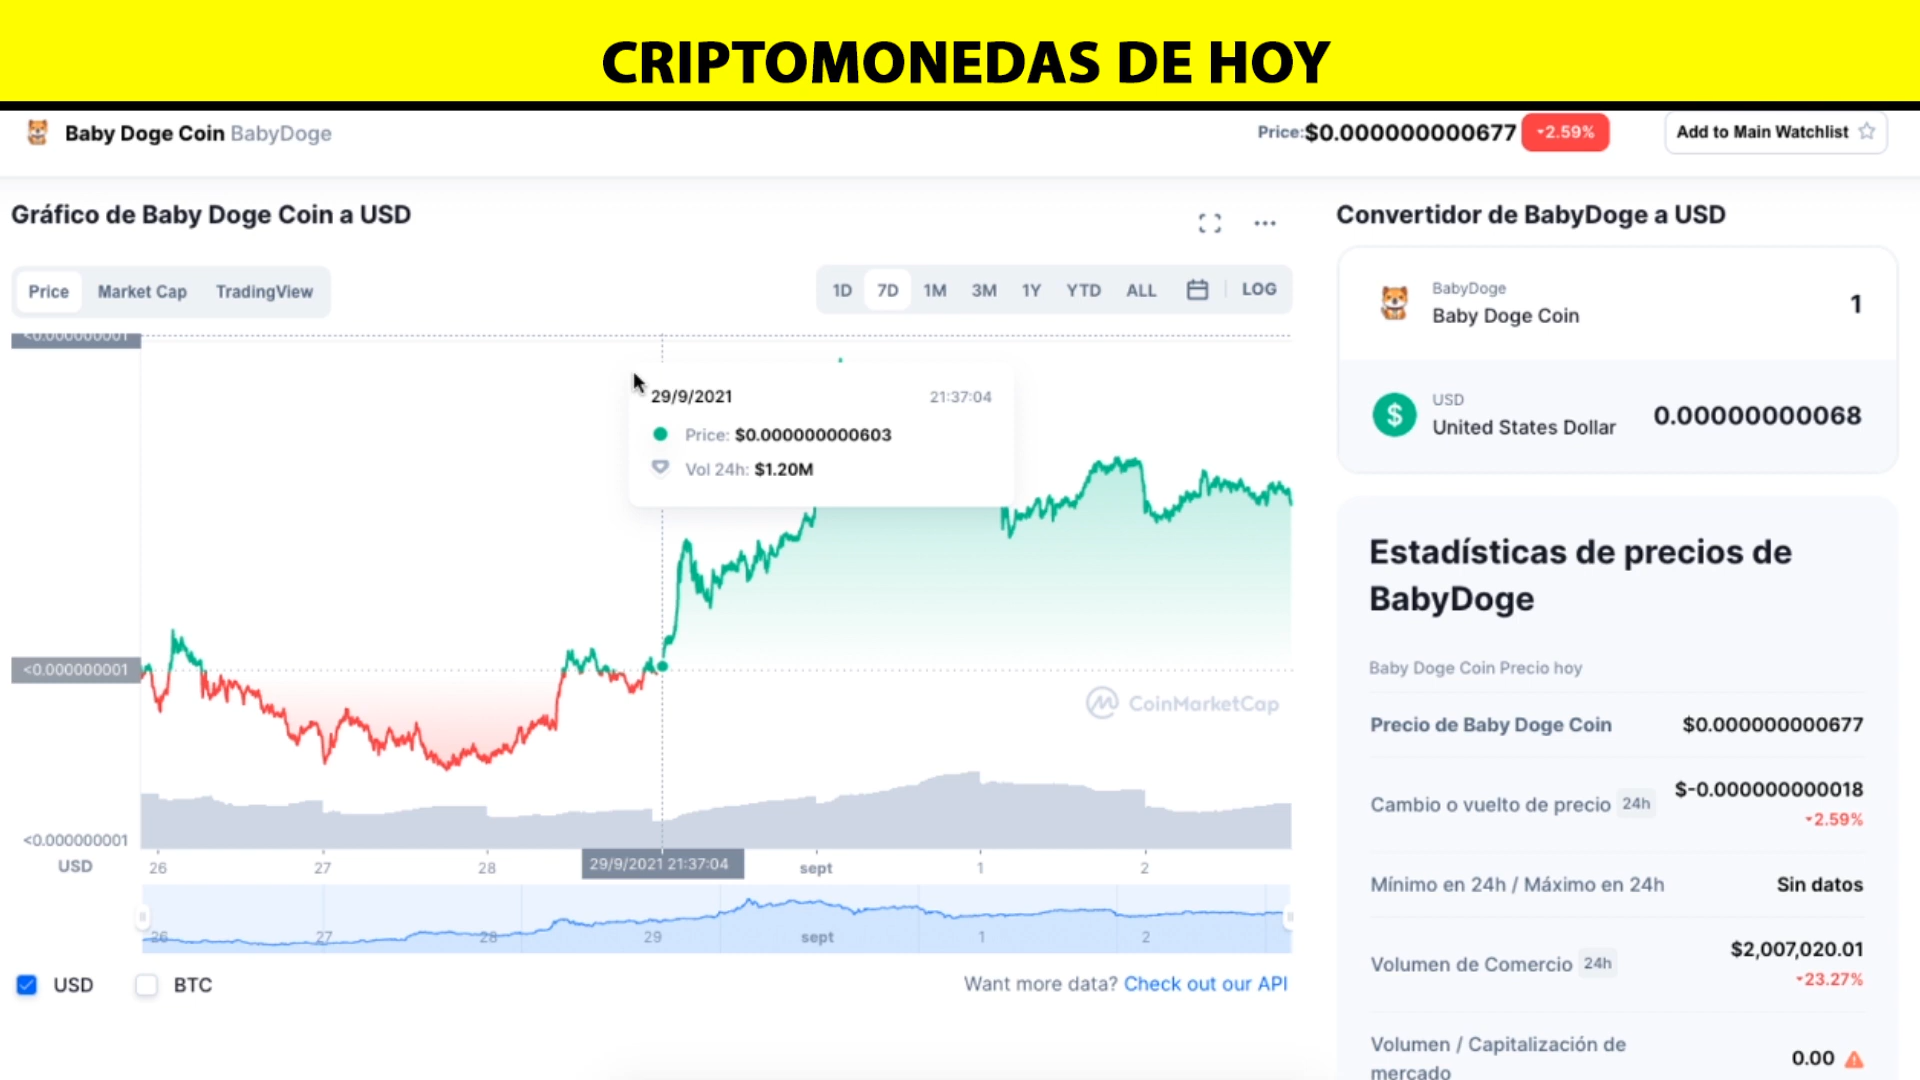 CRIPTOMONEDAS DE HOY
Baby Doge Coin BabyDoge
Price:$0.000000000677 2.59%
Add to Main Watchlist
Gráfico de Baby Doge Coin a USD
Price Market Cap TradingView
1D 7D 1M 3M 1Y YTD ALL LOG
<0.000000001
29/9/2021 21:37:04
Price: $0.000000000603
Vol 24h: $1.20M
<0.000000001
CoinMarketCap
<0.000000001
USD
26 27 28 29/9/2021 21:37:04 sept 1 2
26 27 28 29 sept 1 2
USD BTC
Want more data? Check out our API
Convertidor de BabyDoge a USD
BabyDoge
Baby Doge Coin
1
USD
United States Dollar
0.00000000068
Estadísticas de precios de
BabyDoge
Baby Doge Coin Precio hoy
Precio de Baby Doge Coin $0.000000000677
Cambio o vuelto de precio 24h $-0.000000000018
2.59%
Mínimo en 24h / Máximo en 24h Sin datos
Volumen de Comercio 24h $2,007,020.01
23.27%
Volumen / Capitalización de
mercado
0.00